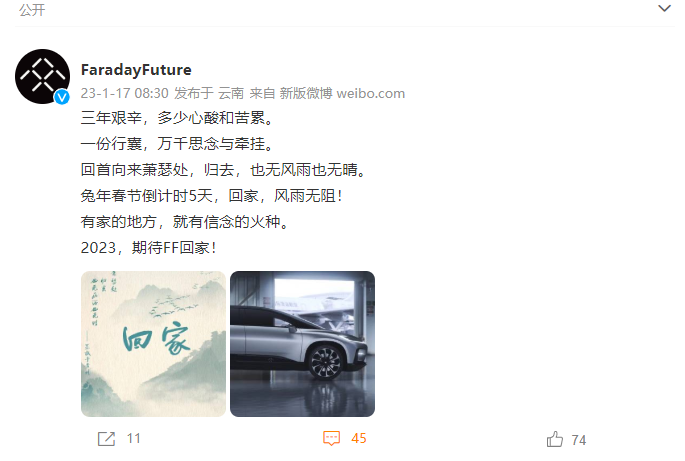 公开
FaradayFuture
23-1-17 08:30 发布于 云南 来自 新版微博 weibo.com
三年艰辛，多少心酸和苦累。
一份行囊，万千思念与牵挂。
回首向来萧瑟处，归去，也无风雨也无晴。
兔年春节倒计时5天，回家，风雨无阻！
有家的地方，就有信念的火种。
2023，期待FF回家！
回家
11
45
74